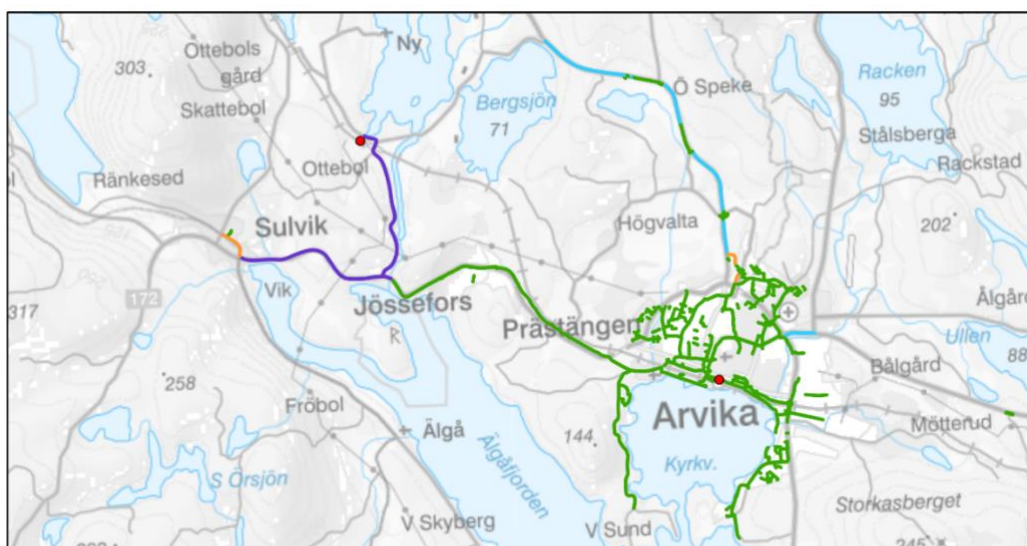 Ottebols
gård
303
Ny
Skattebol
Bergsjön
71
Ö Speke
Racken
95
Stålsberga
Rackstad
Ottebol
Ränkesed
Sulvik
Högvalta
202
172
Vik
317
Jössefors
Prästängen
Älgård
Ullen
88
Bålgård
258
Fröbol
Älgå
Älgåfjorden
144
Arvika
Kyrkv.
Mötterud
S Örsjön
V Skyberg
V Sund
Storkasberget
245